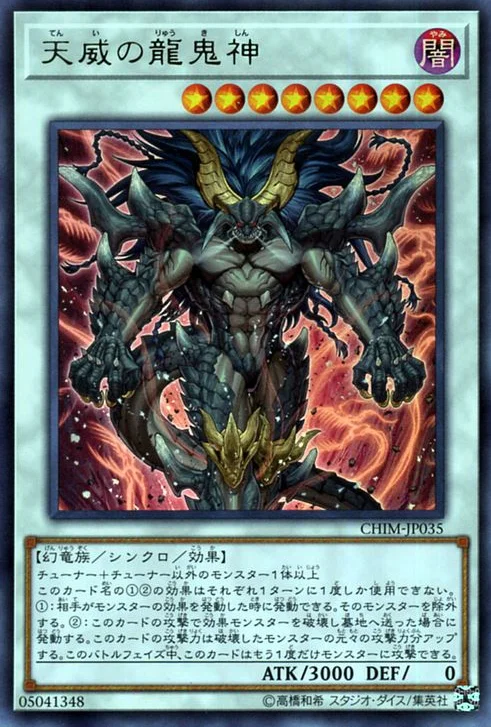 てん い りゅう き しん
天威の龍鬼神
やみ
闇
CHIM-JP035
【幻竜族／シンクロ／効果】
チューナー＋チューナー以外のモンスター1体以上
このカード名の①②の効果はそれぞれ1ターンに1度しか使用できない。
①：相手がモンスターの効果を発動した時に発動できる。そのモンスターを除外
する。②：このカードの攻撃で効果モンスターを破壊し墓地へ送った場合に
発動する。このカードの攻撃力は破壊したモンスターの元々の攻撃力分アップ
する。このバトルフェイズ中、このカードはもう1度だけモンスターに攻撃できる。
ATK/3000 DEF/ 0
05041348
©高橋和希 スタジオ・ダイス/集英社